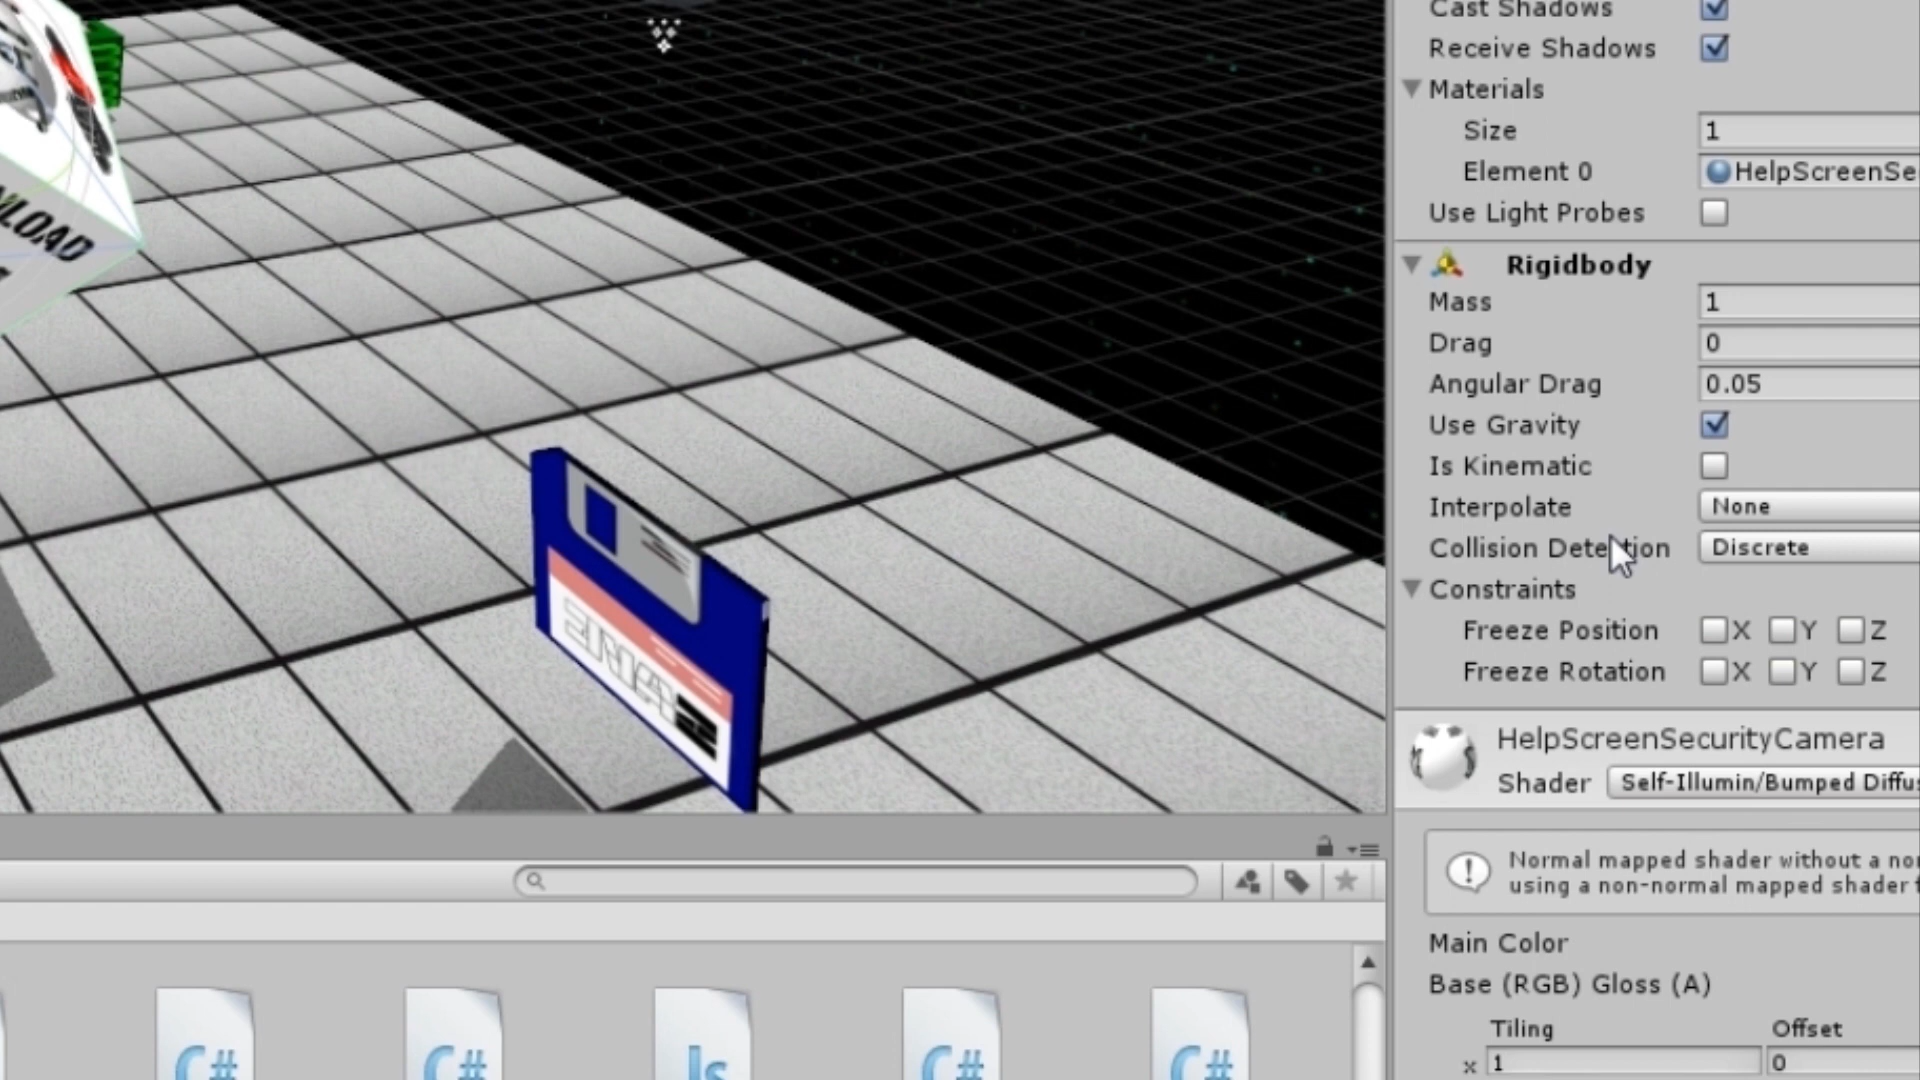 NLOAD
Cast Shadows
Receive Shadows
Materials
Size 1
Element 0 HelpScreenSe
Use Light Probes
Rigidbody
Mass 1
Drag 0
Angular Drag 0.05
Use Gravity
Is Kinematic
Interpolate None
Collision Detection Discrete
Constraints
Freeze Position X Y Z
Freeze Rotation X Y Z
HelpScreenSecurityCamera
Shader Self-Illumin/Bumped Diffus
Normal mapped shader without a no
using a non-normal mapped shader f
Main Color
Base (RGB) Gloss (A)
Tiling Offset
x 1 0
C# C# Js C# C#